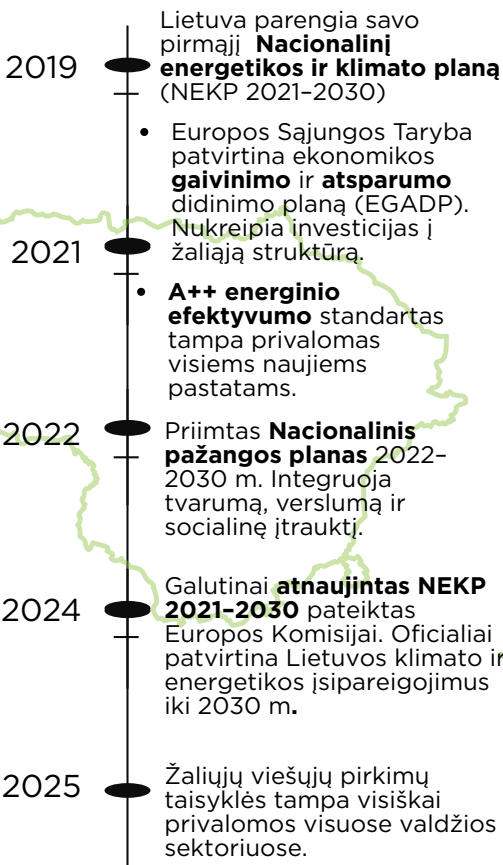 2019
Lietuva parengia savo
pirmąjį Nacionalinį
energetikos ir klimato planą
(NEKP 2021–2030)
2021
• Europos Sąjungos Taryba
patvirtina ekonomikos
gaivinimo ir atsparumo
didinimo planą (EGADP).
Nukreipia investicijas į
žaliąją struktūrą.
• A++ energinio
efektyvumo standartas
tampa privalomas
visiems naujiems
pastatams.
2022
Priimtas Nacionalinis
pažangos planas 2022–
2030 m. Integruoja
tvarumą, verslumą ir
socialinę įtrauktį.
2024
Galutinai atnaujintas NEKP
2021–2030 pateiktas
Europos Komisijai. Oficialiai
patvirtina Lietuvos klimato ir
energetikos įsipareigojimus
iki 2030 m.
2025
Žaliųjų viešųjų pirkimų
taisyklės tampa visiškai
privalomos visuose valdžios
sektoriuose.